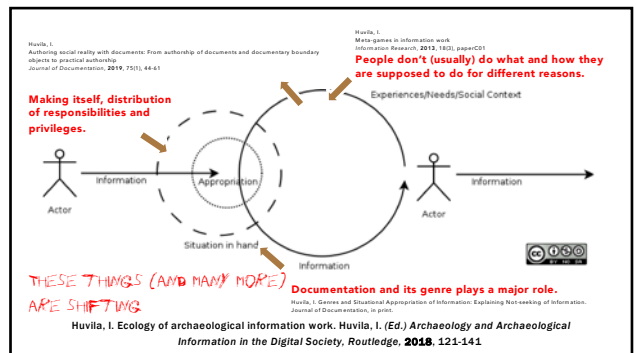 Huvila, I.
Authoring social reality with documents: From authorship of documents and documentary boundary
objects to practical authorship
Journal of Documentation, 2019, 75(1), 44-61
Huvila, I.
Meta-games in information work
Information Research, 2013, 18(3), paperC01
People don't (usually) do what and how they
are supposed to do for different reasons.
Making itself, distribution
of responsibilities and
privileges.
Experiences/Needs/Social Context
Information
Appropriation
Information
Actor
Actor
Situation in hand
Information
CC BY NC SA
THESE THINGS (AND MANY MORE)
ARE SHIFTING
Documentation and its genre plays a major role.
Huvila, I. Genres and Situational Appropriation of Information: Explaining Not-seeking of Information.
Journal of Documentation, in print.
Huvila, I. Ecology of archaeological information work. Huvila, I. (Ed.) Archaeology and Archaeological
Information in the Digital Society, Routledge, 2018, 121-141